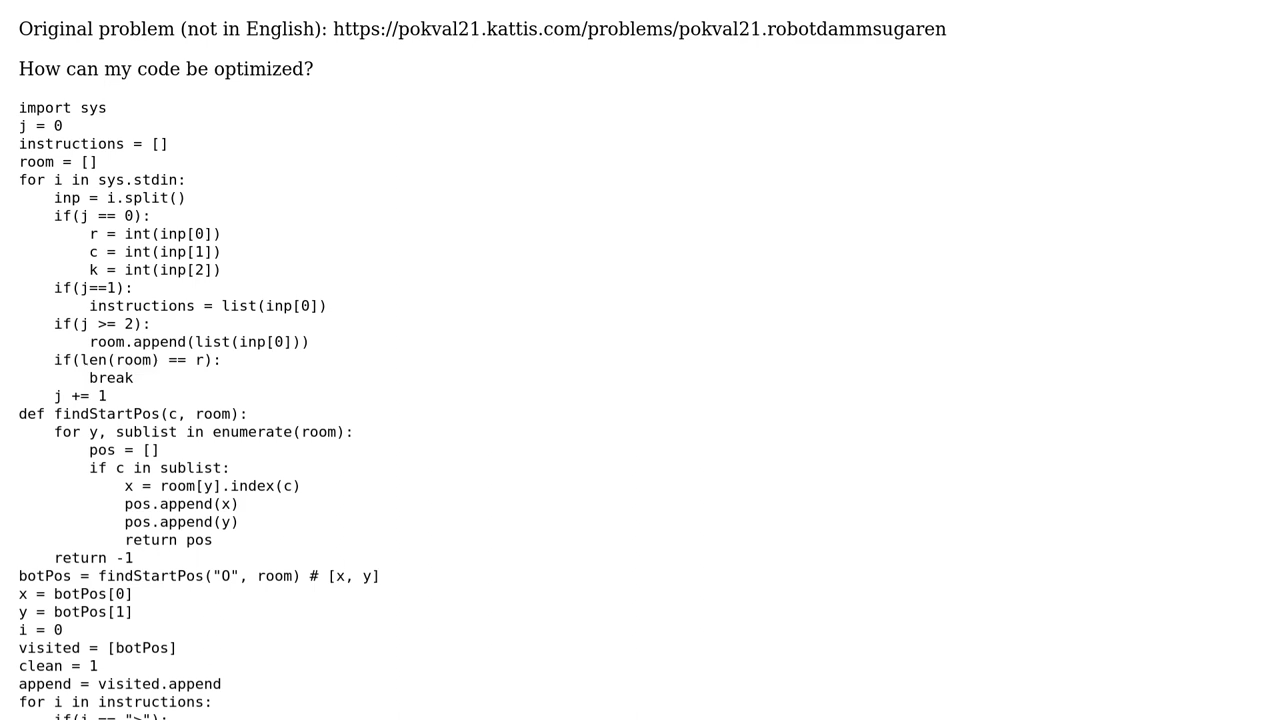 Original problem (not in English): https://pokval21.kattis.com/problems/pokval21.robotdammsugaren
How can my code be optimized?
import sys
j = 0
instructions = []
room = []
for i in sys.stdin:
    inp = i.split()
    if(j == 0):
        r = int(inp[0])
        c = int(inp[1])
        k = int(inp[2])
    if(j==1):
        instructions = list(inp[0])
    if(j >= 2):
        room.append(list(inp[0]))
    if(len(room) == r):
        break
    j += 1
def findStartPos(c, room):
    for y, sublist in enumerate(room):
        pos = []
        if c in sublist:
            x = room[y].index(c)
            pos.append(x)
            pos.append(y)
            return pos
    return -1
botPos = findStartPos("O", room) # [x, y]
x = botPos[0]
y = botPos[1]
i = 0
visited = [botPos]
clean = 1
append = visited.append
for i in instructions:
    if(i == ">"):